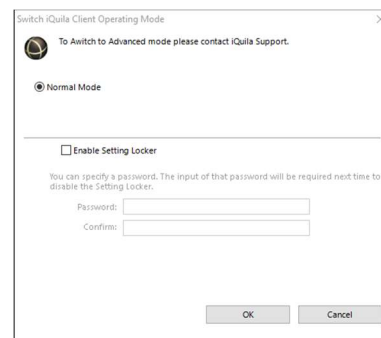 Switch iQuila Client Operating Mode
To Awitch to Advanced mode please contact iQuila Support.
Normal Mode
Enable Setting Locker
You can specify a password. The input of that password will be required next time to
disable the Setting Locker.
Password:
Confirm:
OK
Cancel